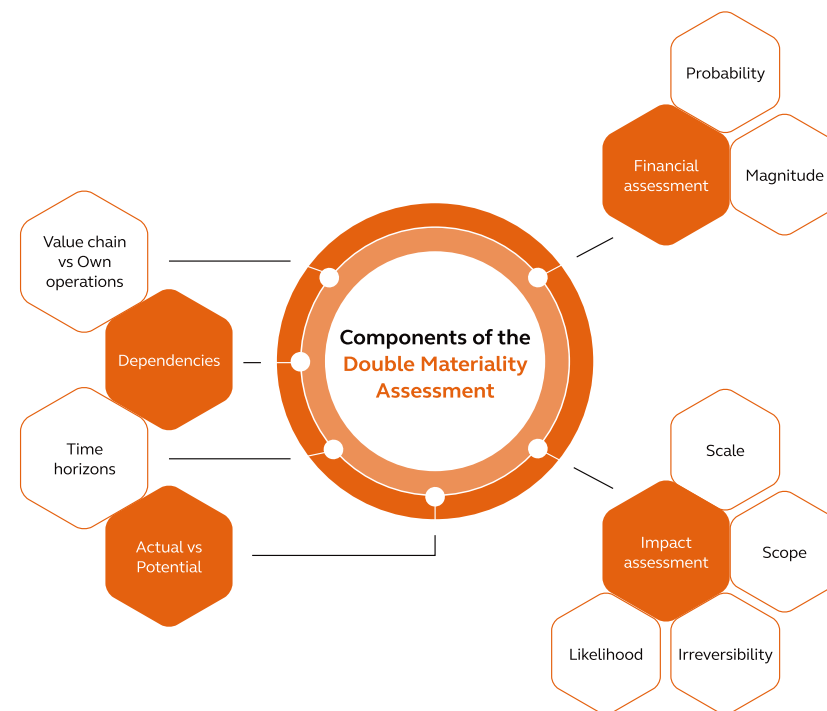 Components of the
Double Materiality
Assessment
Value chain
vs Own
operations
Dependencies
Time
horizons
Actual vs
Potential
Probability
Financial
assessment
Magnitude
Scale
Impact
assessment
Scope
Likelihood
Irreversibility